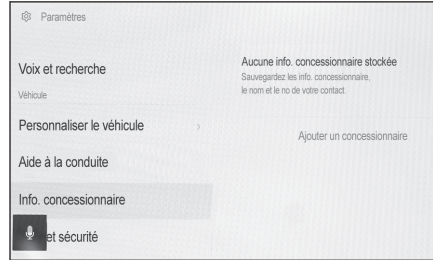 Paramètres
Voix et recherche
Véhicule
Personnaliser le véhicule
Aide à la conduite
Info. concessionnaire
et sécurité
Aucune info. concessionnaire stockée
Sauvegardez les info. concessionnaire,
le nom et le no de votre contact.
Ajouter un concessionnaire